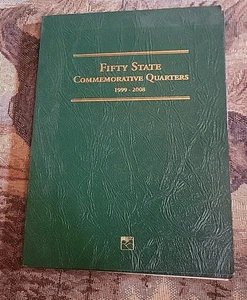 FIFTY STATE
COMMEMORATIVE QUARTERS
1999 - 2008